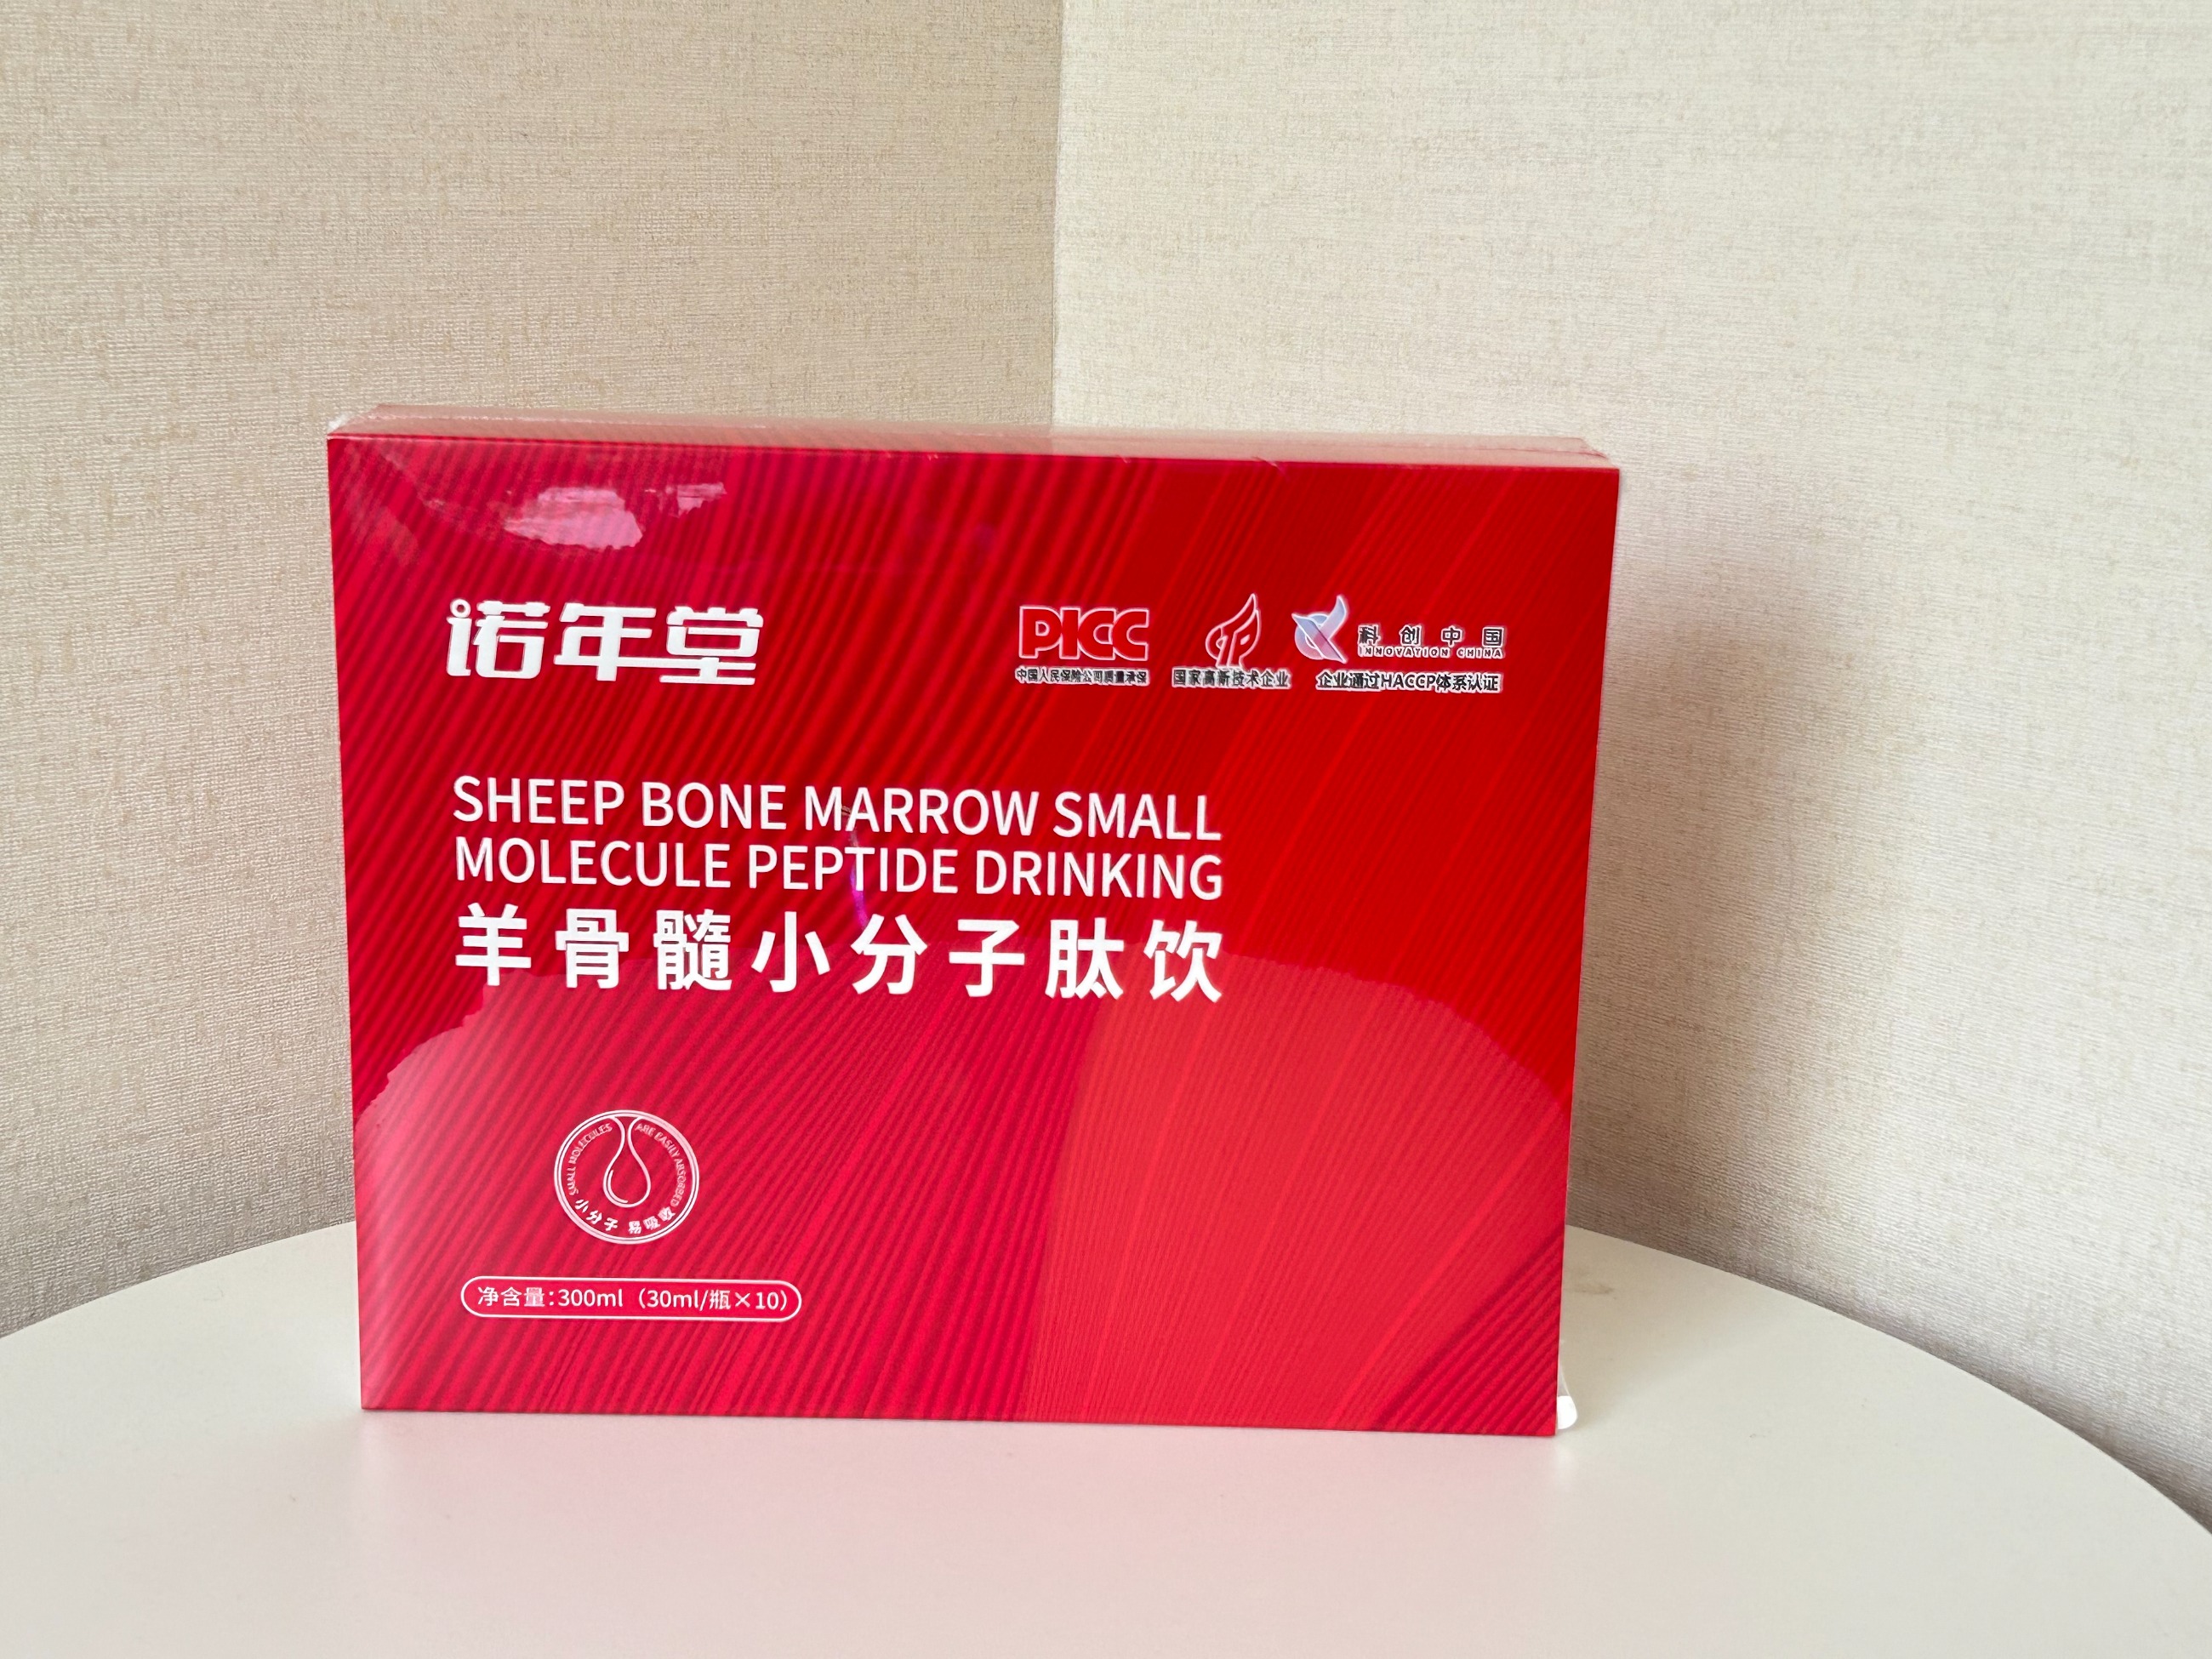 诺年堂
PICC
中国人民保险公司质量承保
国家高新技术企业
科创中国
INNOVATION CHINA
企业通过HACCP体系认证
SHEEP BONE MARROW SMALL
MOLECULE PEPTIDE DRINKING
羊骨髓小分子肽饮
SMALL MOLECULES ARE EASILY ABSORBED
小分子 易吸收
净含量:300ml（30ml/瓶×10）